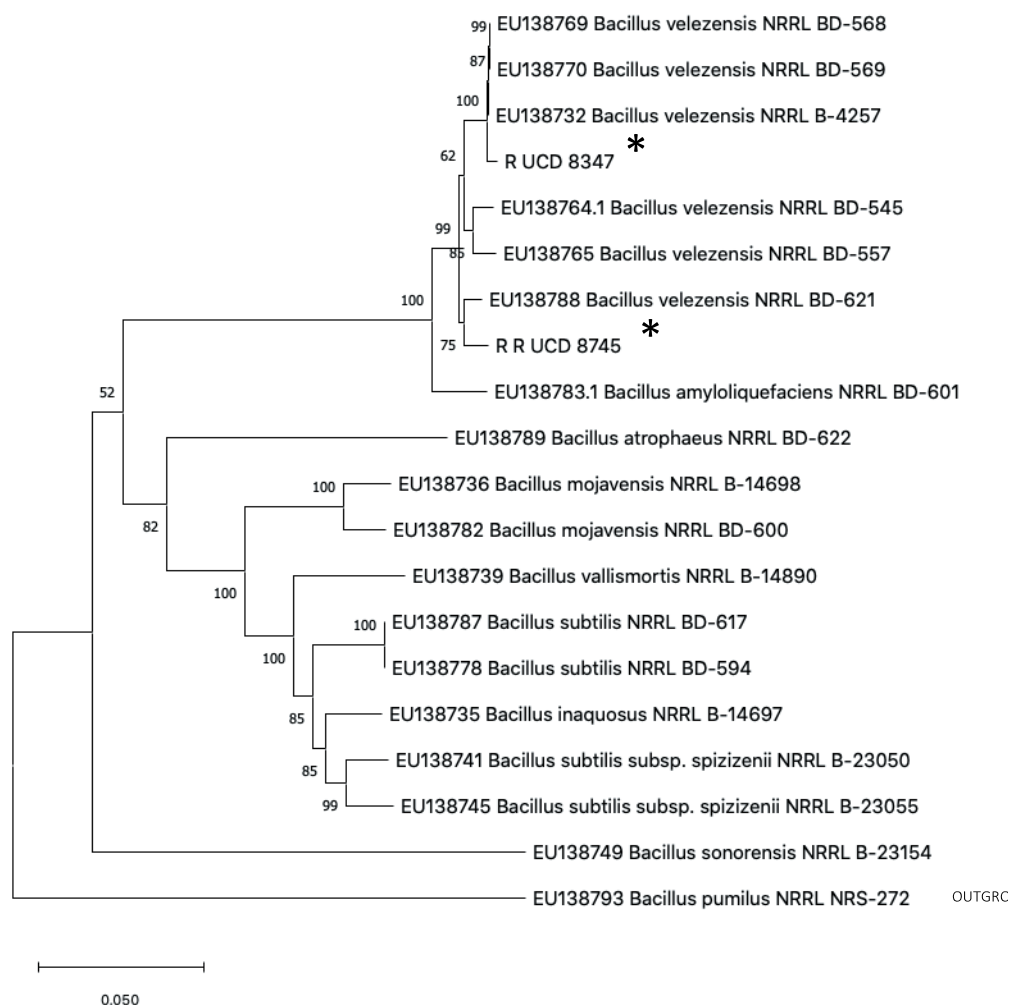 99
EU138769 Bacillus velezensis NRRL BD-568
87
EU138770 Bacillus velezensis NRRL BD-569
100
EU138732 Bacillus velezensis NRRL B-4257
*
62
R UCD 8347
EU138764.1 Bacillus velezensis NRRL BD-545
99
85
EU138765 Bacillus velezensis NRRL BD-557
100
EU138788 Bacillus velezensis NRRL BD-621
*
75
R R UCD 8745
52
EU138783.1 Bacillus amyloliquefaciens NRRL BD-601
EU138789 Bacillus atrophaeus NRRL BD-622
100
EU138736 Bacillus mojavensis NRRL B-14698
82
EU138782 Bacillus mojavensis NRRL BD-600
EU138739 Bacillus vallismortis NRRL B-14890
100
100
EU138787 Bacillus subtilis NRRL BD-617
100
EU138778 Bacillus subtilis NRRL BD-594
85
EU138735 Bacillus inaquosus NRRL B-14697
85
EU138741 Bacillus subtilis subsp. spizizenii NRRL B-23050
99
EU138745 Bacillus subtilis subsp. spizizenii NRRL B-23055
EU138749 Bacillus sonorensis NRRL B-23154
EU138793 Bacillus pumilus NRRL NRS-272 OUTGRC
0.050